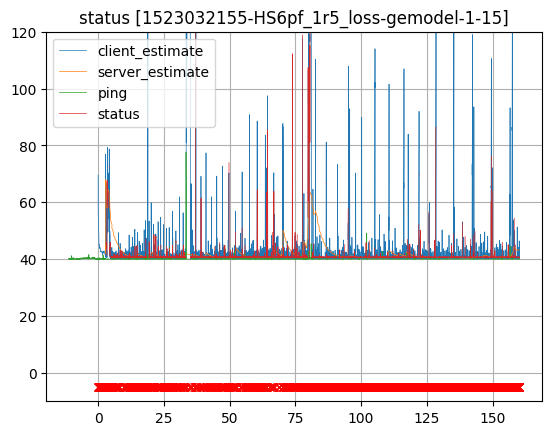 status [1523032155-HS6pf_1r5_loss-gemodel-1-15]
client_estimate
server_estimate
ping
status
120
100
80
60
40
20
0
0
25
50
75
100
125
150